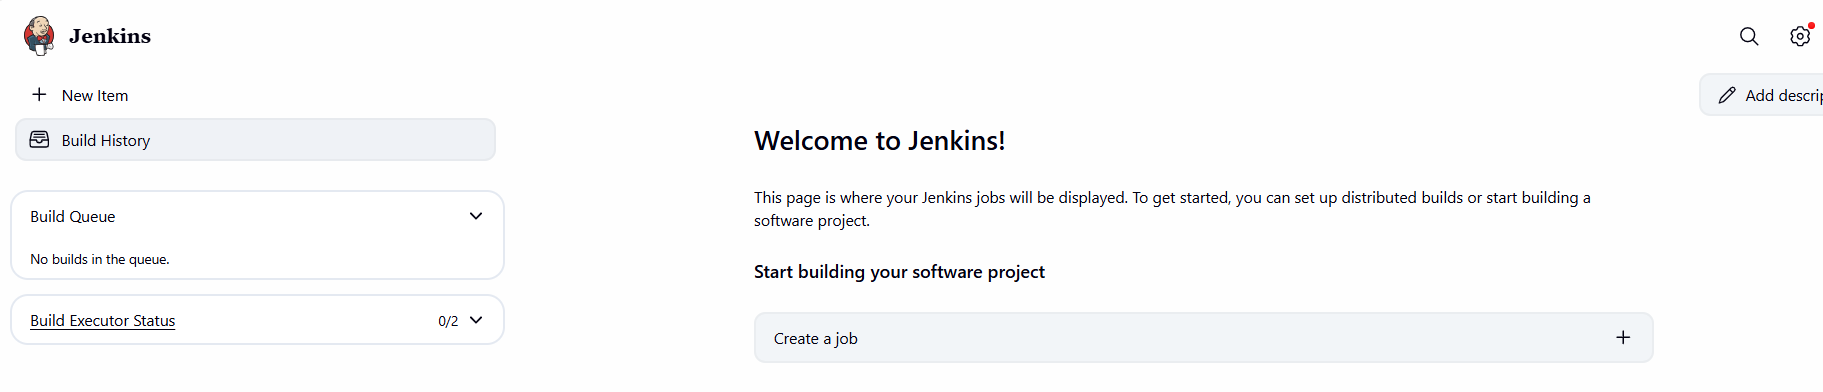 Jenkins
New Item
Build History
Add descrip
Build Queue
No builds in the queue.
Build Executor Status 0/2
Welcome to Jenkins!
This page is where your Jenkins jobs will be displayed. To get started, you can set up distributed builds or start building a
software project.
Start building your software project
Create a job